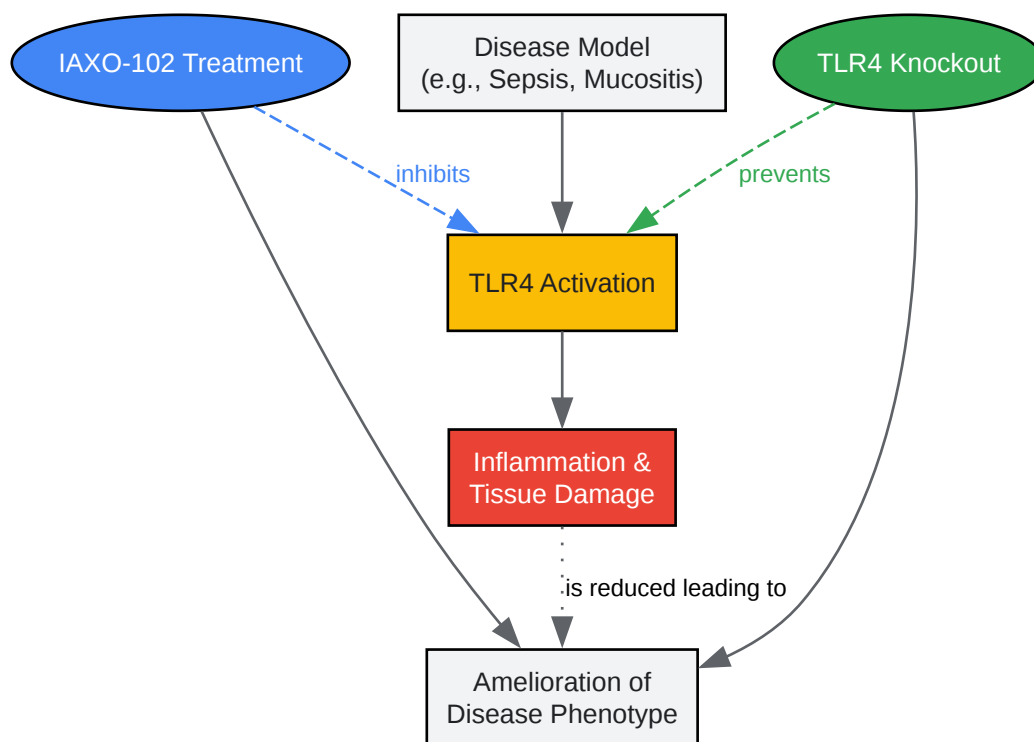 IAXO-102 Treatment
Disease Model
(e.g., Sepsis, Mucositis)
TLR4 Knockout
inhibits
prevents
TLR4 Activation
Inflammation &
Tissue Damage
is reduced leading to
Amelioration of
Disease Phenotype